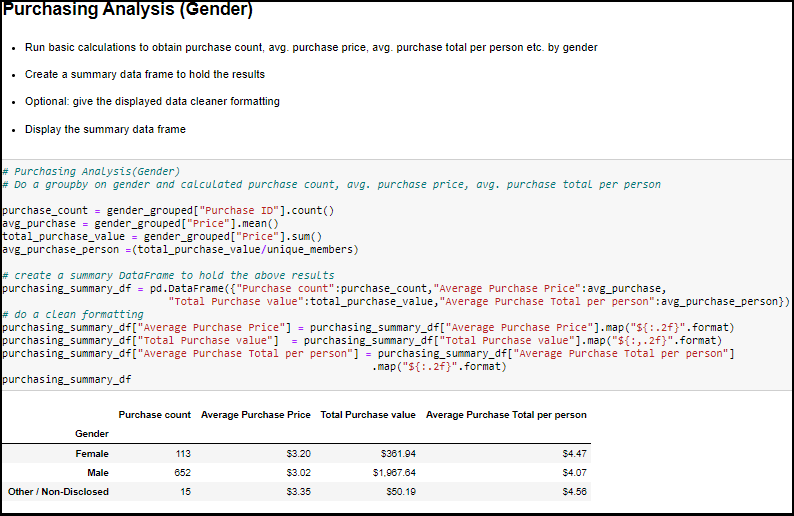 Purchasing Analysis (Gender)
• Run basic calculations to obtain purchase count, avg. purchase price, avg. purchase total per person etc. by gender
• Create a summary data frame to hold the results
• Optional: give the displayed data cleaner formatting
• Display the summary data frame
# Purchasing Analysis(Gender)
# Do a groupby on gender and calculated purchase count, avg. purchase price, avg. purchase total per person
purchase_count = gender_grouped["Purchase ID"].count()
avg_purchase = gender_grouped["Price"].mean()
total_purchase_value = gender_grouped["Price"].sum()
avg_purchase_person =(total_purchase_value/unique_members)
# create a summary DataFrame to hold the above results
purchasing_summary_df = pd.DataFrame({"Purchase count":purchase_count,"Average Purchase Price":avg_purchase,
"Total Purchase value":total_purchase_value,"Average Purchase Total per person":avg_purchase_person})
# do a clean formatting
purchasing_summary_df["Average Purchase Price"] = purchasing_summary_df["Average Purchase Price"].map("${:.2f}".format)
purchasing_summary_df["Total Purchase value"]  = purchasing_summary_df["Total Purchase value"].map("${:,.2f}".format)
purchasing_summary_df["Average Purchase Total per person"] = purchasing_summary_df["Average Purchase Total per person"]
.map("${:.2f}".format)
purchasing_summary_df
Purchase count Average Purchase Price Total Purchase value Average Purchase Total per person
Gender
Female 113 $3.20 $361.94 $4.47
Male 652 $3.02 $1,967.64 $4.07
Other / Non-Disclosed 15 $3.35 $50.19 $4.56